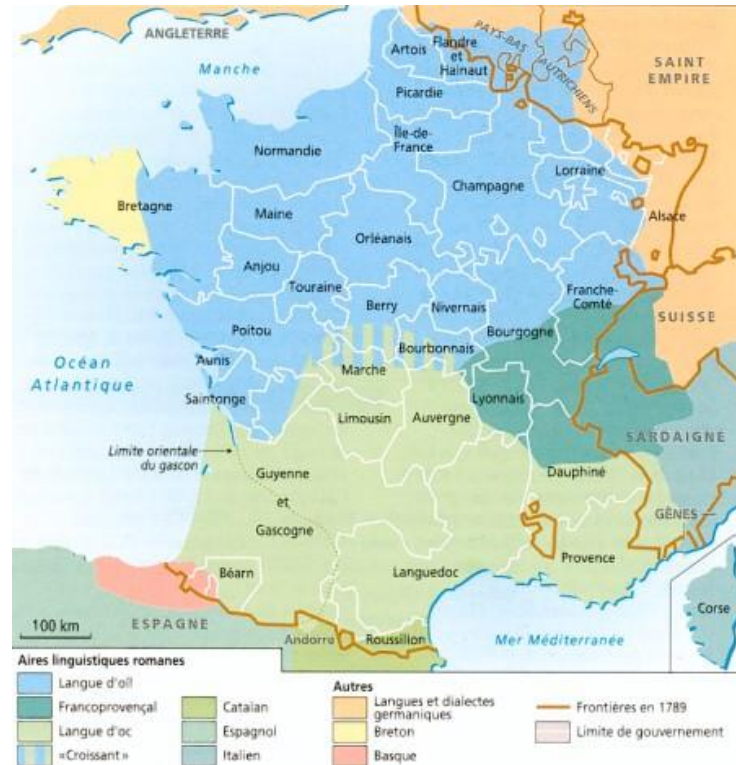 ANGLETERRE
Manche
Artois
Flandre
et
Hainaut
PAYS-BAS
AUTRICHIENS
SAINT
EMPIRE
Picardie
Normandie
Île-de-
France
Lorraine
Champagne
Bretagne
Maine
Alsace
Orléanais
Anjou
Touraine
Berry
Nivernais
Franche-
Comté
Bourgogne
SUISSE
Poitou
Bourbonnais
Océan
Atlantique
Aunis
Marche
Saintonge
Lyonnais
Limousin
Auvergne
SARDAIGNE
Limite orientale
du gascon
Dauphiné
Guyenne
et
Gascogne
GÊNES
Provence
Béarn
Languedoc
Corse
100 km
ESPAGNE
Andorre
Roussillon
Mer Méditerranée
Aires linguistiques romanes
Langue d'oïl
Francoprovençal
Langue d'oc
«Croissant»
Catalan
Espagnol
Italien
Autres
Langues et dialectes
germaniques
Breton
Basque
Frontières en 1789
Limite de gouvernement